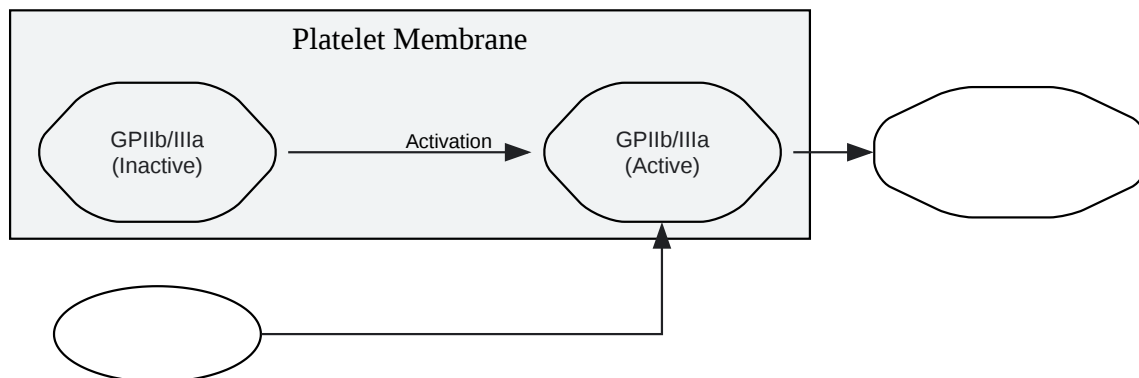 Platelet Membrane
GPIIb/IIIa
(Inactive)
Activation
GPIIb/IIIa
(Active)